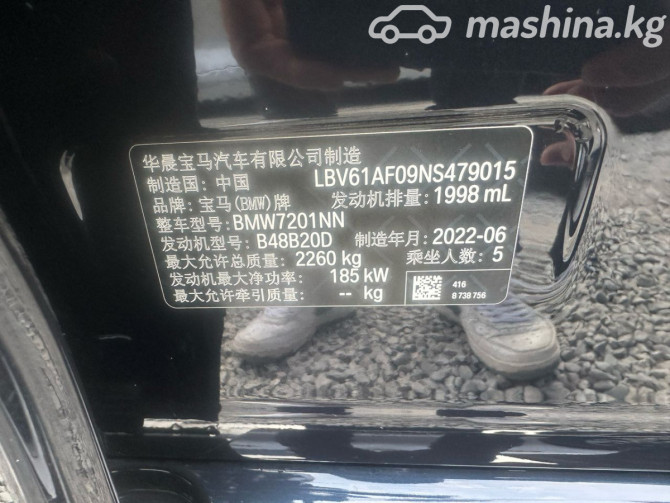 mashina.kg
华晨宝马汽车有限公司制造
制造国: 中国 LBV61AF09NS479015
品牌: 宝马(BMW)牌 发动机排量: 1998 mL
整车型号: BMW7201NN
发动机型号: B48B20D 制造年月: 2022-06
最大允许总质量: 2260 kg 乘坐人数: 5
发动机最大净功率: 185 kW
最大允许牵引质量: -- kg
416
8 738 756